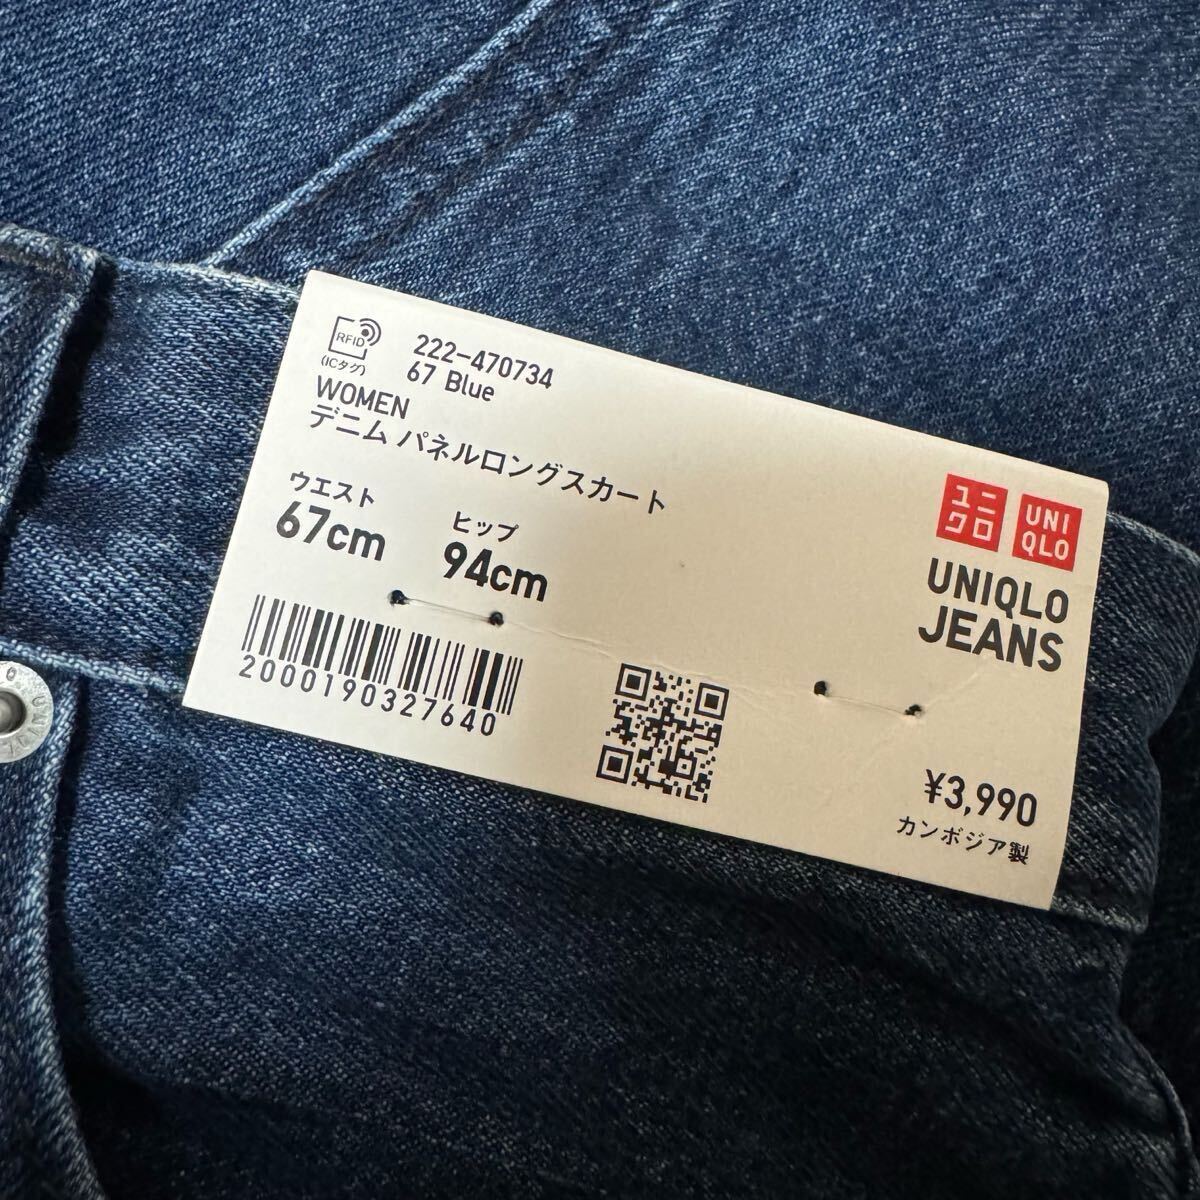 RFID
(ICタグ)
222-470734
67 Blue
WOMEN
デニム パネルロングスカート
ウエスト
67cm
ヒップ
94cm
2000190327640
ユニ
クロ
UNI
QLO
UNIQLO
JEANS
¥3,990
カンボジア製